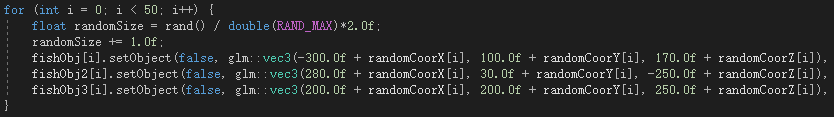 for (int i = 0; i < 50; i++) {
float randomSize = rand() / double(RAND_MAX)*2.0f;
randomSize += 1.0f;
fishObj[i].setObject(false, glm::vec3(-300.0f + randomCoorX[i], 100.0f + randomCoorY[i], 170.0f + randomCoorZ[i]),
fishObj2[i].setObject(false, glm::vec3(280.0f + randomCoorX[i], 30.0f + randomCoorY[i], -250.0f + randomCoorZ[i]),
fishObj3[i].setObject(false, glm::vec3(200.0f + randomCoorX[i], 200.0f + randomCoorY[i], 250.0f + randomCoorZ[i]),
}